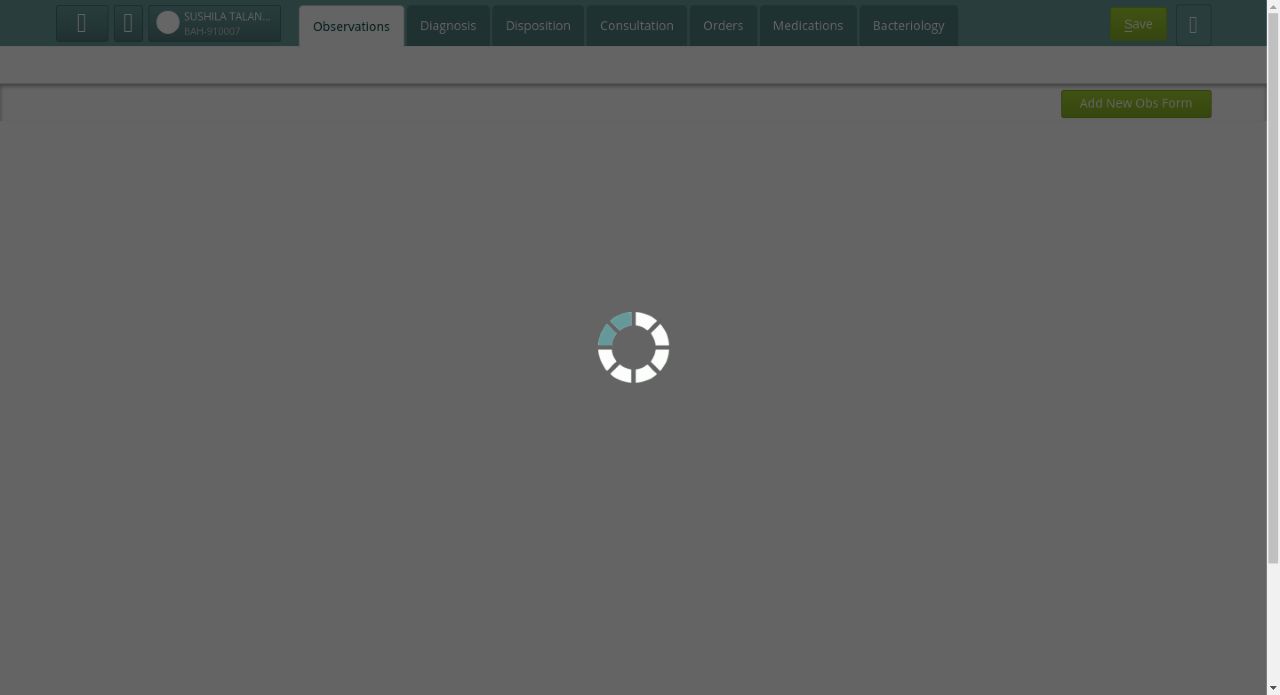 SUSHILA TALAN...
BAH-910007
Observations
Diagnosis
Disposition
Consultation
Orders
Medications
Bacteriology
Save
Add New Obs Form